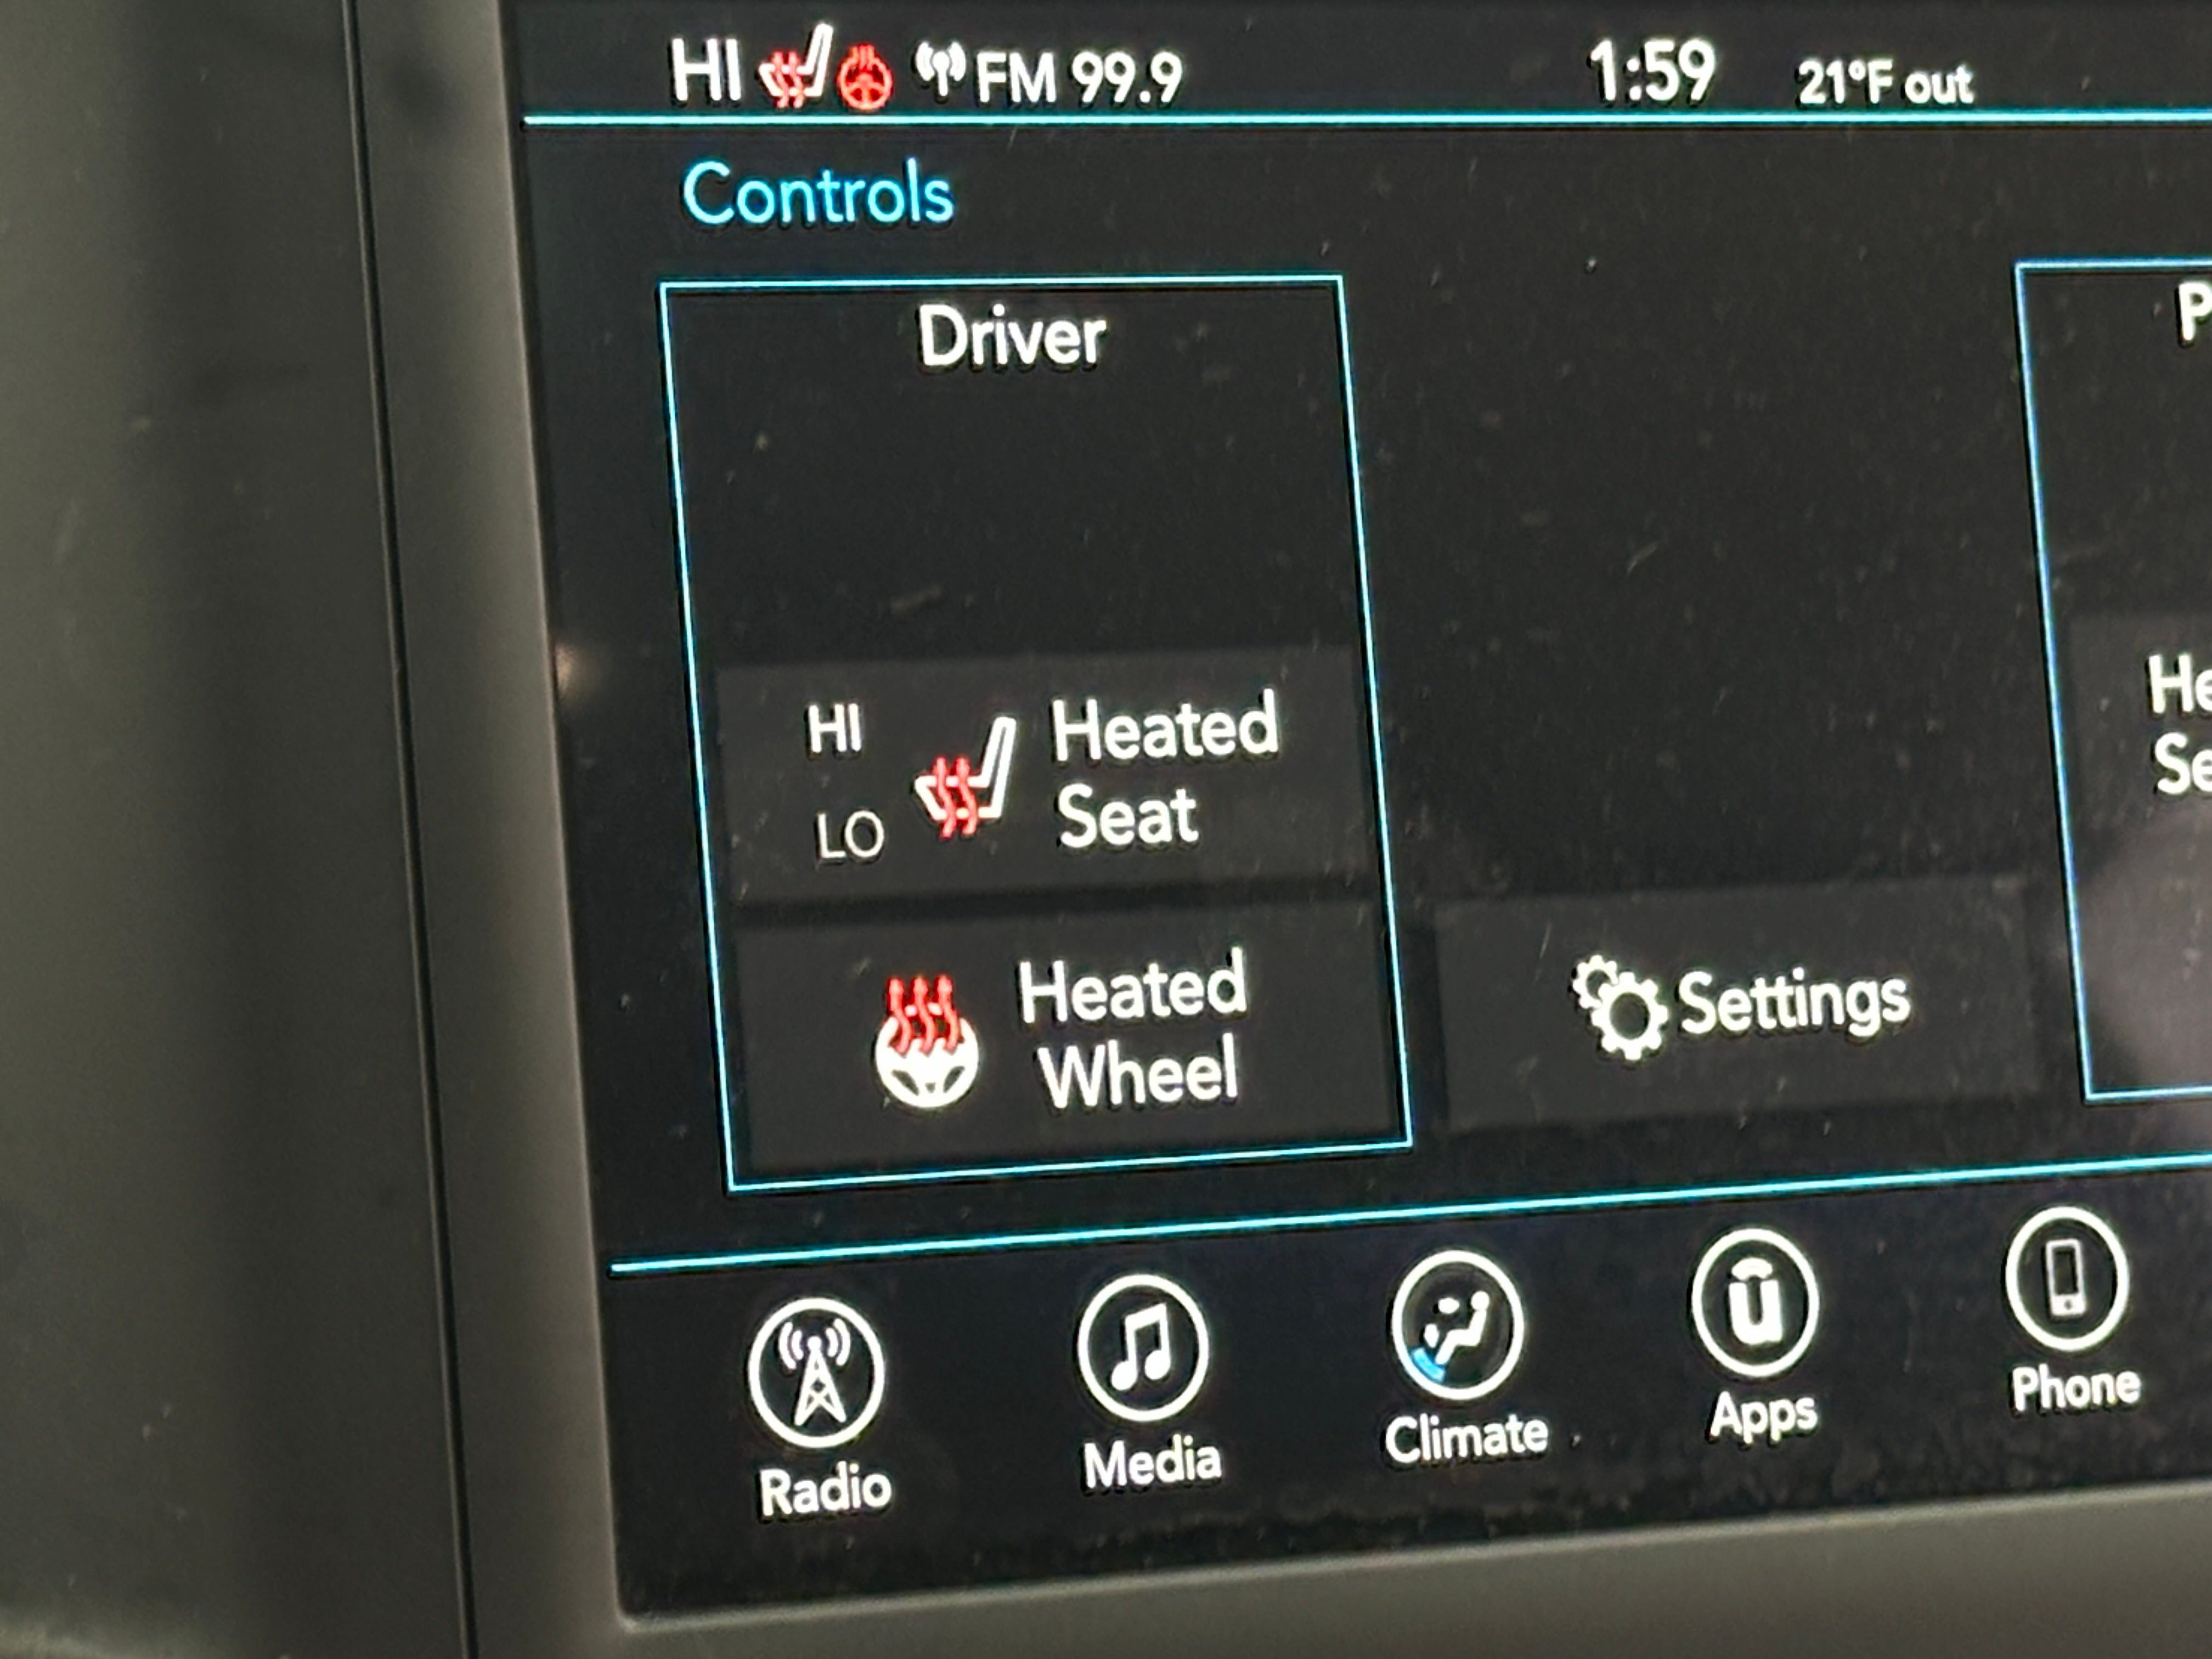 HI FM 99.9 1:59 21°F out
Controls
Driver
HI
LO
Heated
Seat
Heated
Wheel
Settings
Radio
Media
Climate
Apps
Phone